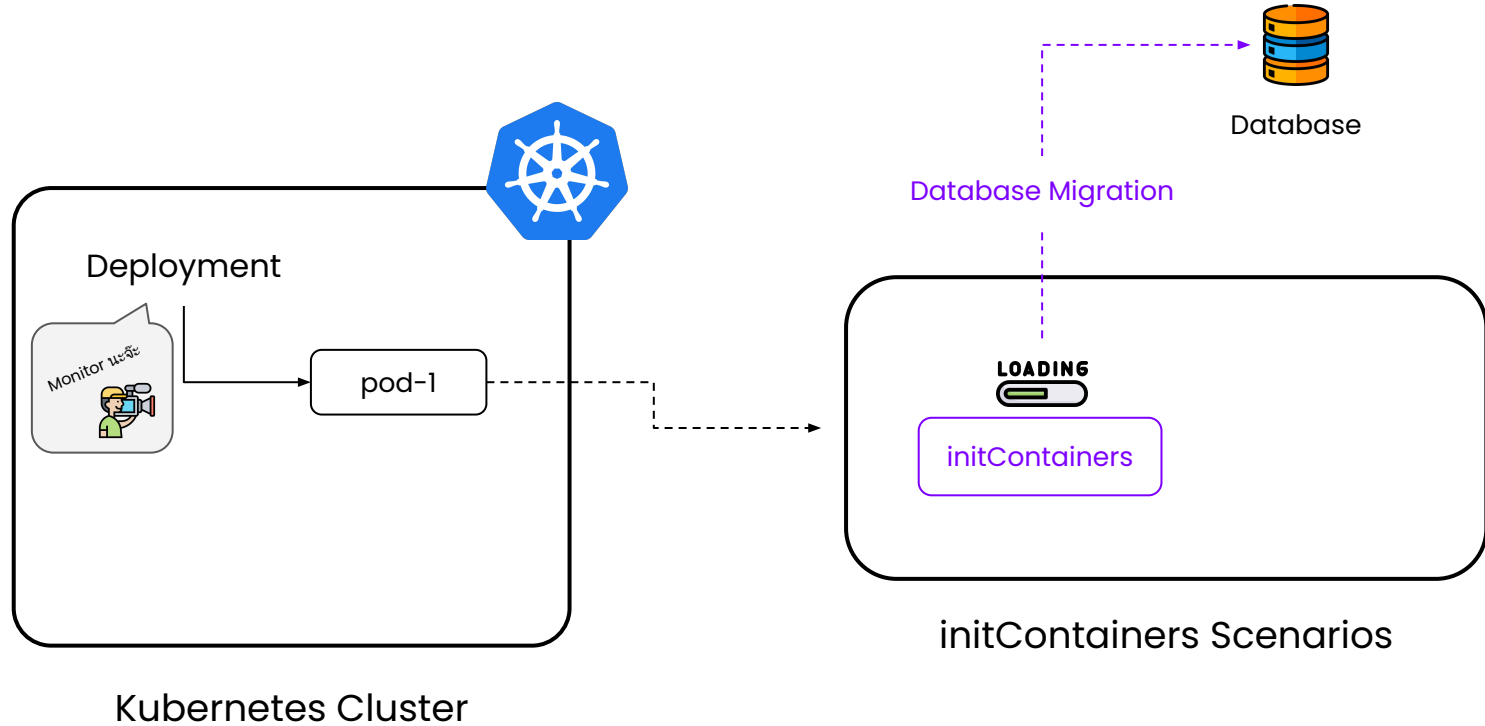 Database
Database Migration
Deployment
Monitor นะจ๊ะ
pod-1
LOADING
initContainers
initContainers Scenarios
Kubernetes Cluster